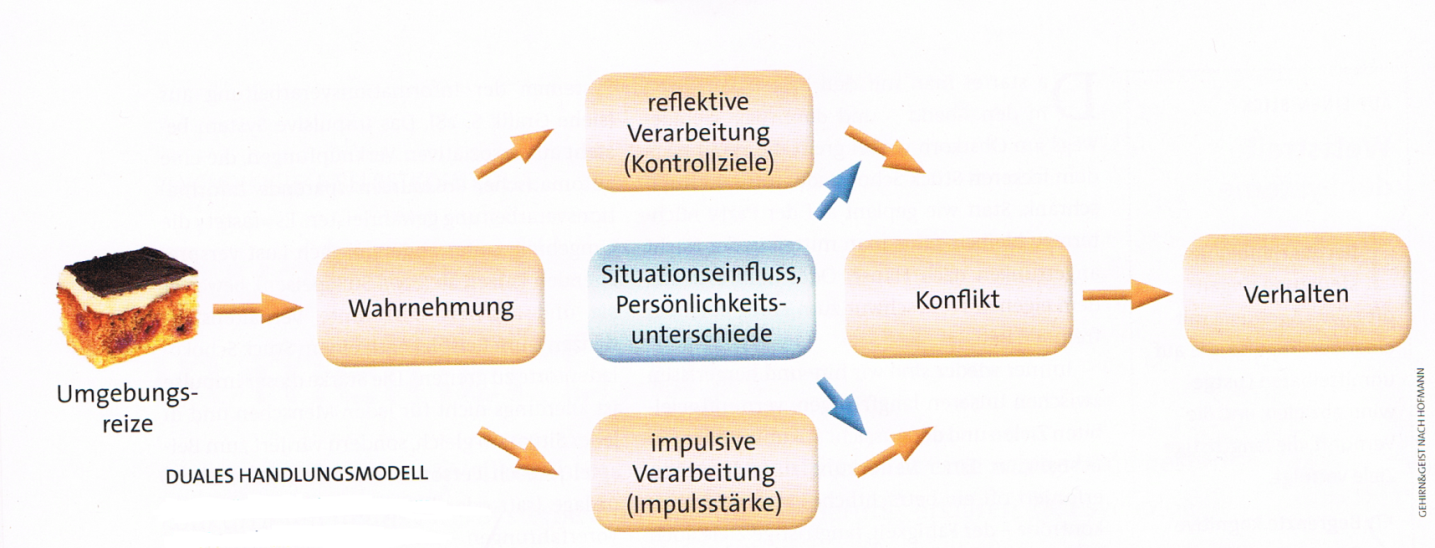 reflektive
Verarbeitung
(Kontrollziele)
Umgebungs-
reize
Wahrnehmung
Situationseinfluss,
Persönlichkeits-
unterschiede
Konflikt
Verhalten
impulsive
Verarbeitung
(Impulsstärke)
DUALES HANDLUNGSMODELL
GEHIRN&GEIST NACH HOFMANN